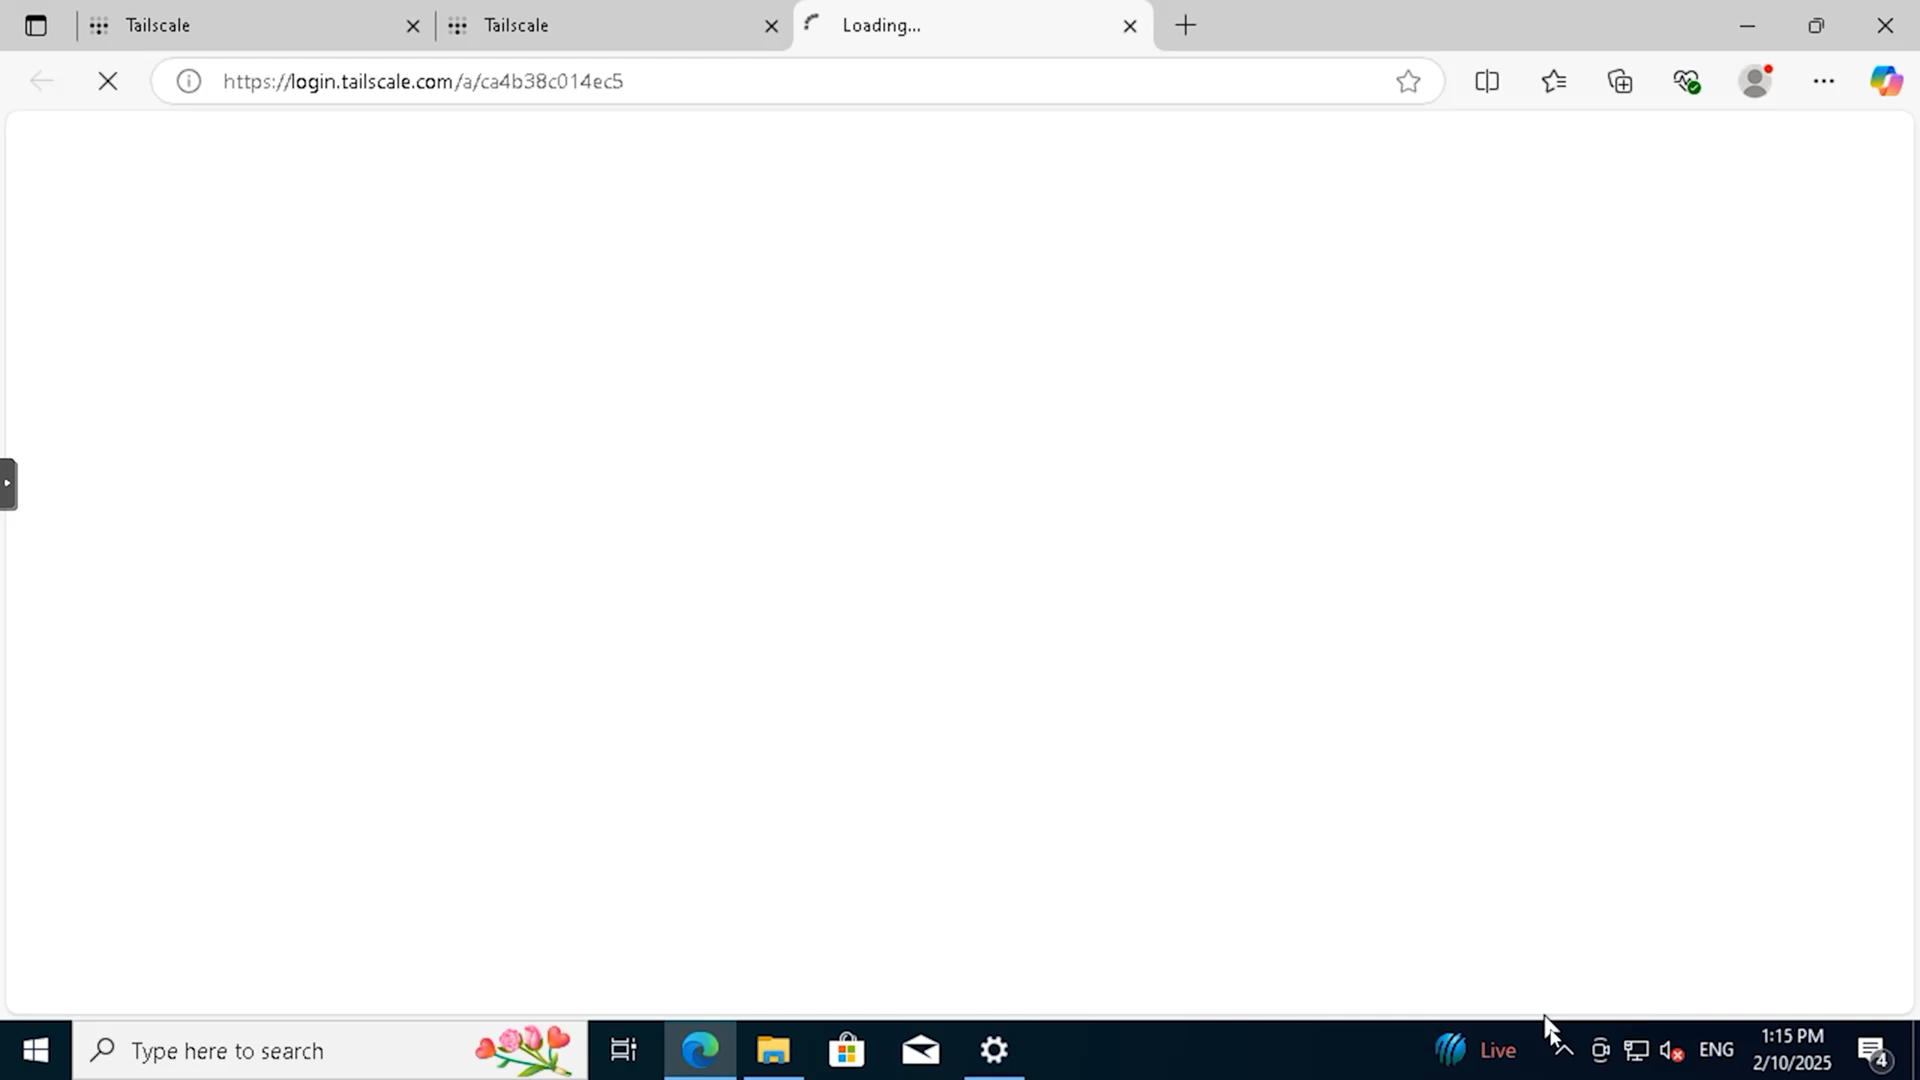 Tailscale
Tailscale
Loading...
https://login.tailscale.com/a/ca4b38c014ec5
Type here to search
Live
ENG
1:15 PM
2/10/2025
4